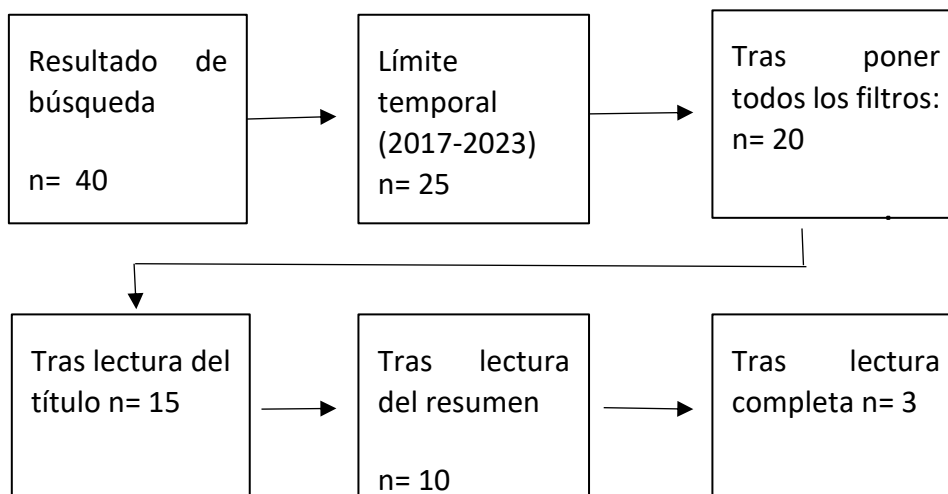 Resultado de
búsqueda
n= 40
Límite
temporal
(2017-2023)
n= 25
Tras poner
todos los filtros:
n= 20
.
Tras lectura del
título n= 15
Tras lectura
del resumen
n= 10
Tras lectura
completa n= 3